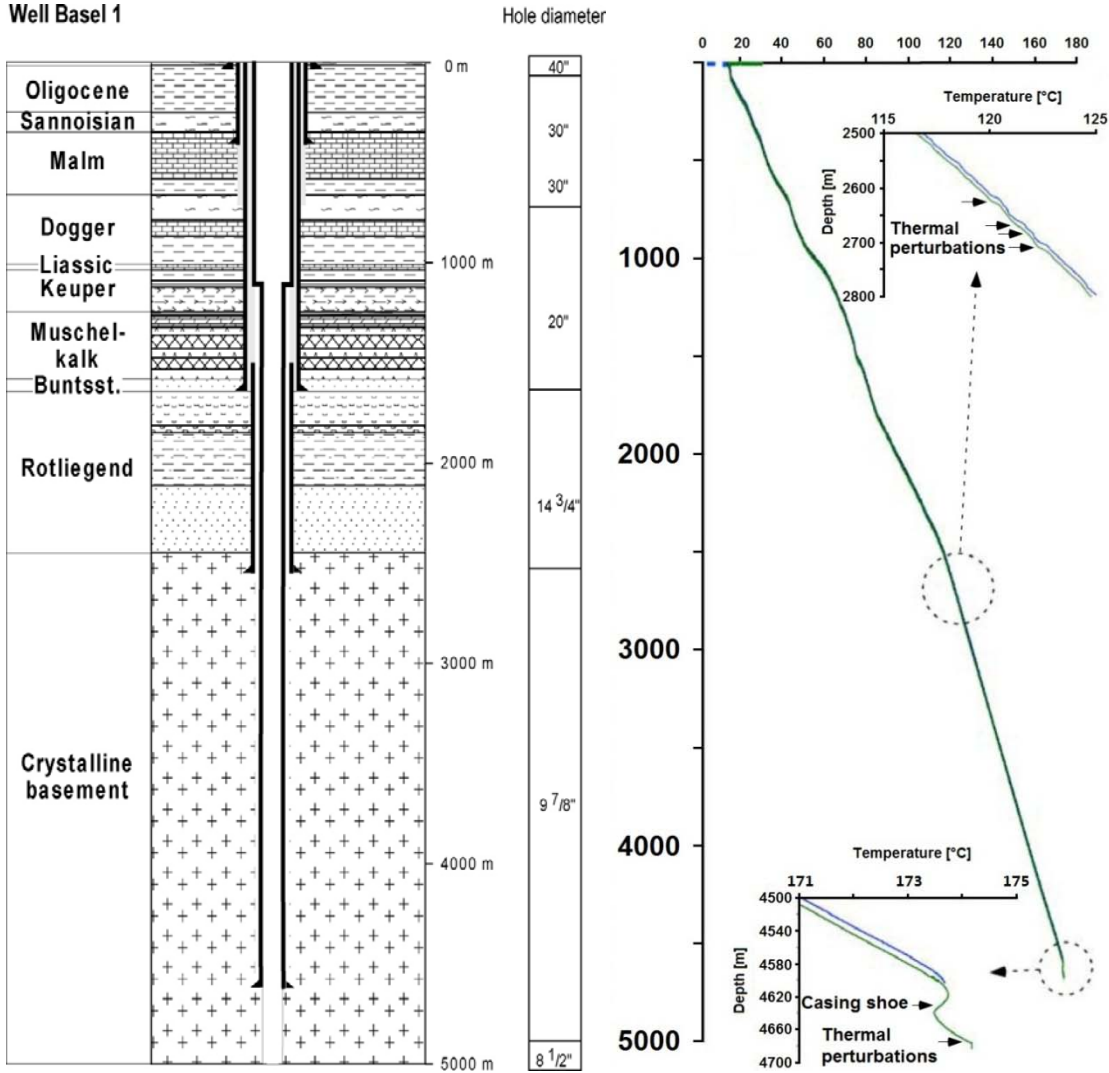 Well Basel 1
Hole diameter
Oligocene
Sannoisian
Malm
Dogger
Liassic
Keuper
Muschel-
kalk
Buntsst.
Rotliegend
Crystalline
basement
0 m
1000 m
2000 m
3000 m
4000 m
5000 m
40"
30"
30"
20"
14 3/4"
9 7/8"
8 1/2"
0 20 40 60 80 100 120 140 160 180
1000
2000
3000
4000
5000
Temperature [°C]
115 120 125
Depth [m]
2500
2600
2700
2800
Thermal
perturbations
Temperature [°C]
171 173 175
Depth [m]
4500
4540
4580
4620
4660
4700
Casing shoe
Thermal
perturbations